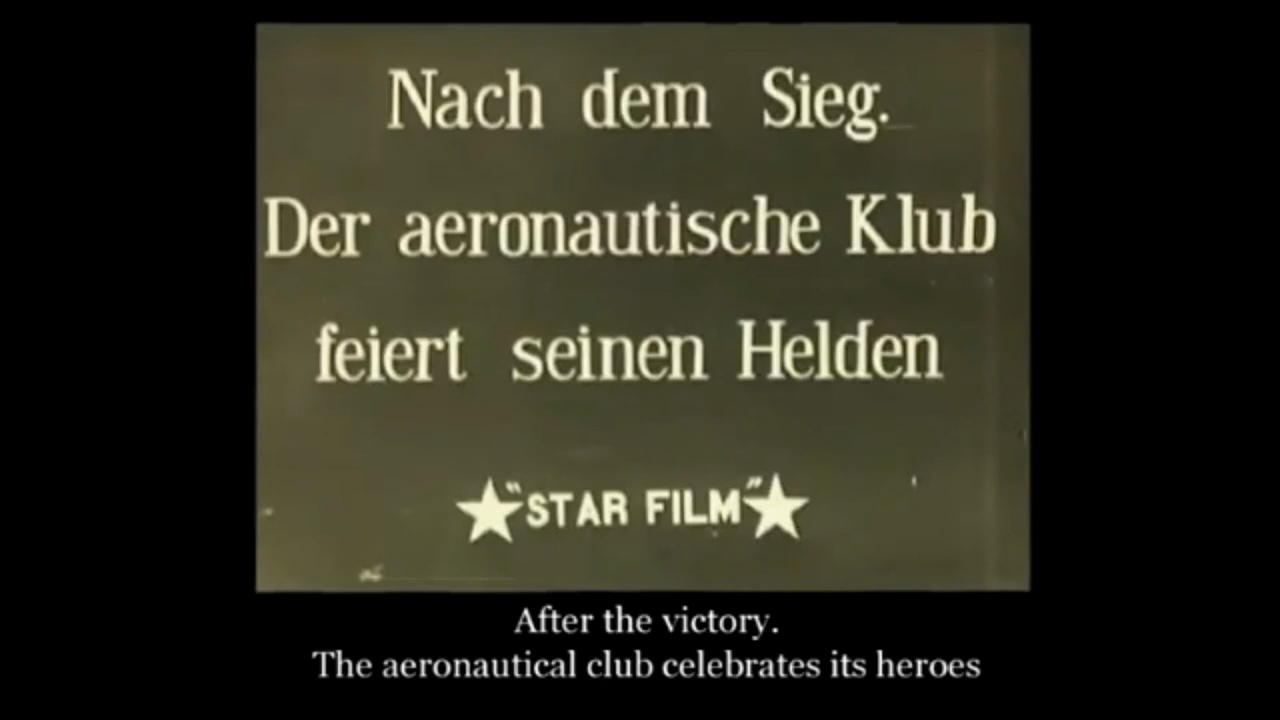 Nach dem Sieg.
Der aeronautische Klub
feiert seinen Helden
"STAR FILM"
After the victory.
The aeronautical club celebrates its heroes